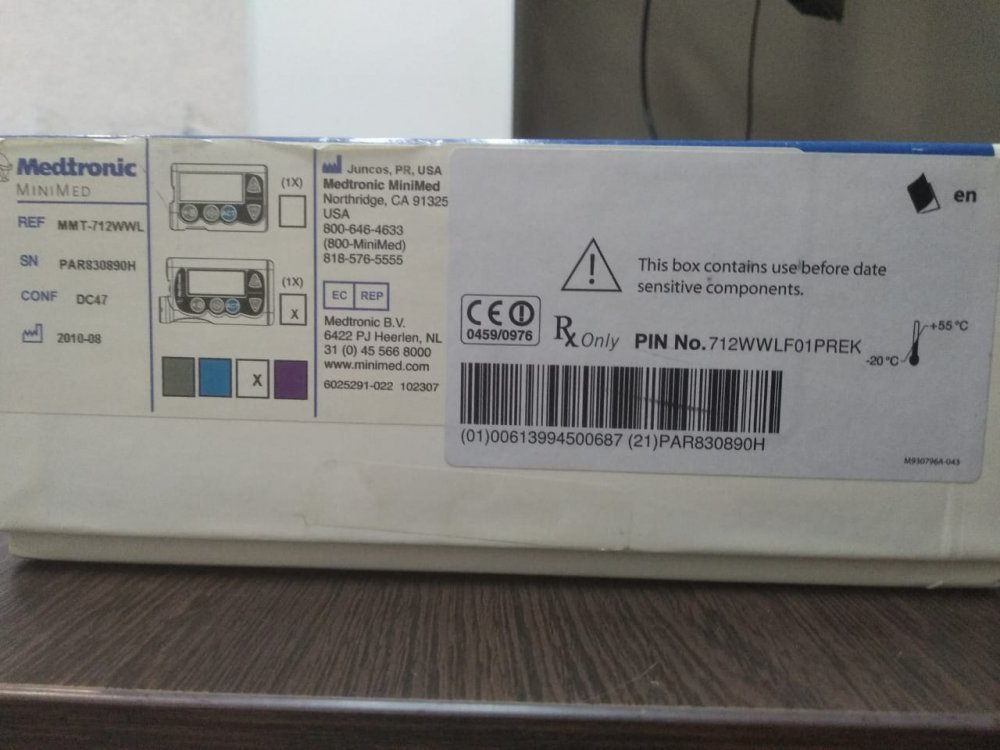 Medtronic
MINIMED
REF MMT-712WWL
SN PAR830890H
CONF DC47
2010-08
(1X)
(1X)
X
X
Juncos, PR, USA
Medtronic MiniMed
Northridge, CA 91325
USA
800-646-4633
(800-MiniMed)
818-576-5555
EC REP
Medtronic B.V.
6422 PJ Heerlen, NL
31 (0) 45 566 8000
www.minimed.com
6025291-022 102307
en
This box contains use before date
sensitive components.
CE
0459/0976
Rx Only PIN No. 712WWLF01PREK
+55°C
-20°C
(01)00613994500687 (21)PAR830890H
M930796A-043